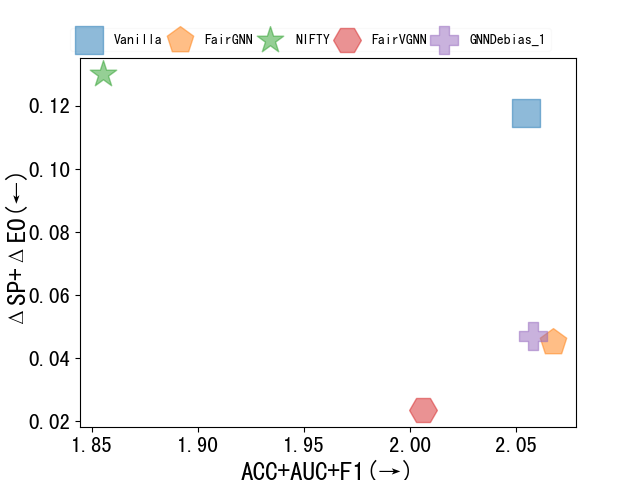 Vanilla FairGNN NIFTY FairVGNN GNNDebias_1
0.12
0.10
0.08
0.06
0.04
0.02
ΔSP+ΔEO(←)
1.85 1.90 1.95 2.00 2.05
ACC+AUC+F1(→)